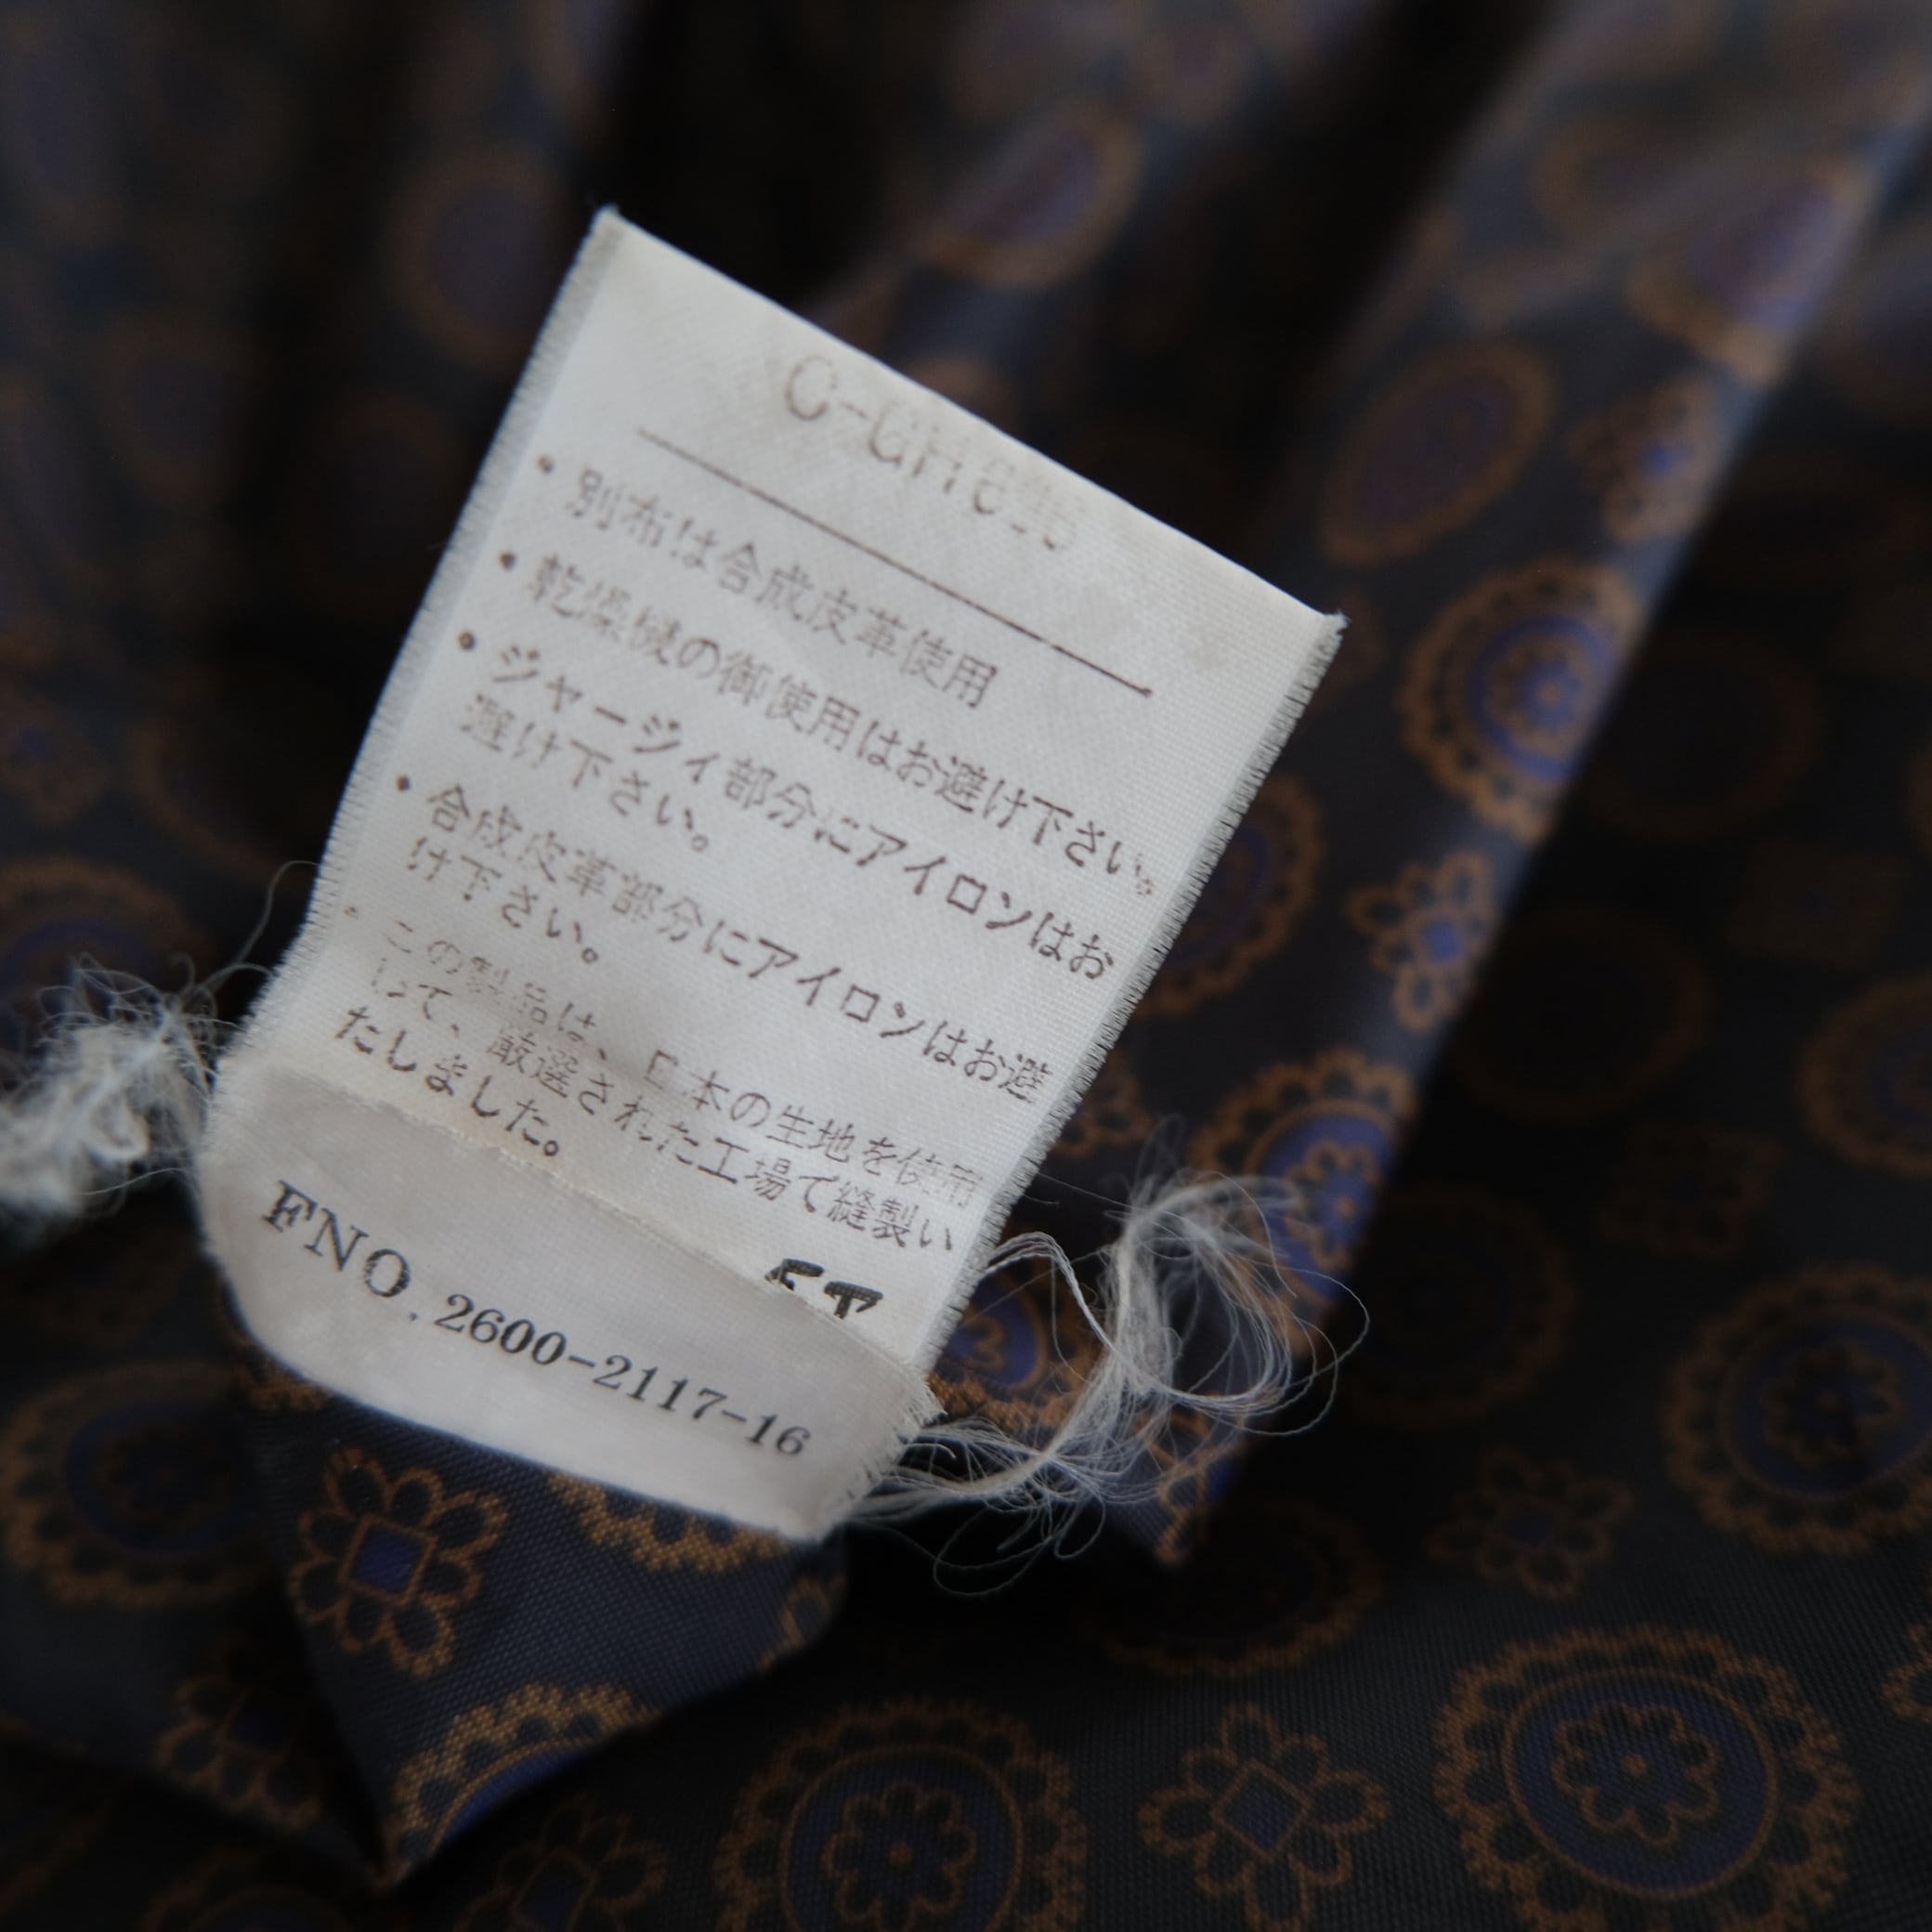 ・別布は合成皮革使用
・乾燥機の御使用はお避け下さい。
・ジャージィ部分にアイロンはお
避け下さい。
・合成皮革部分にアイロンはお避
け下さい。
・この製品は、日本の生地を使用
して、厳選された工場で縫製い
たしました。
FNO. 2600-2117-16